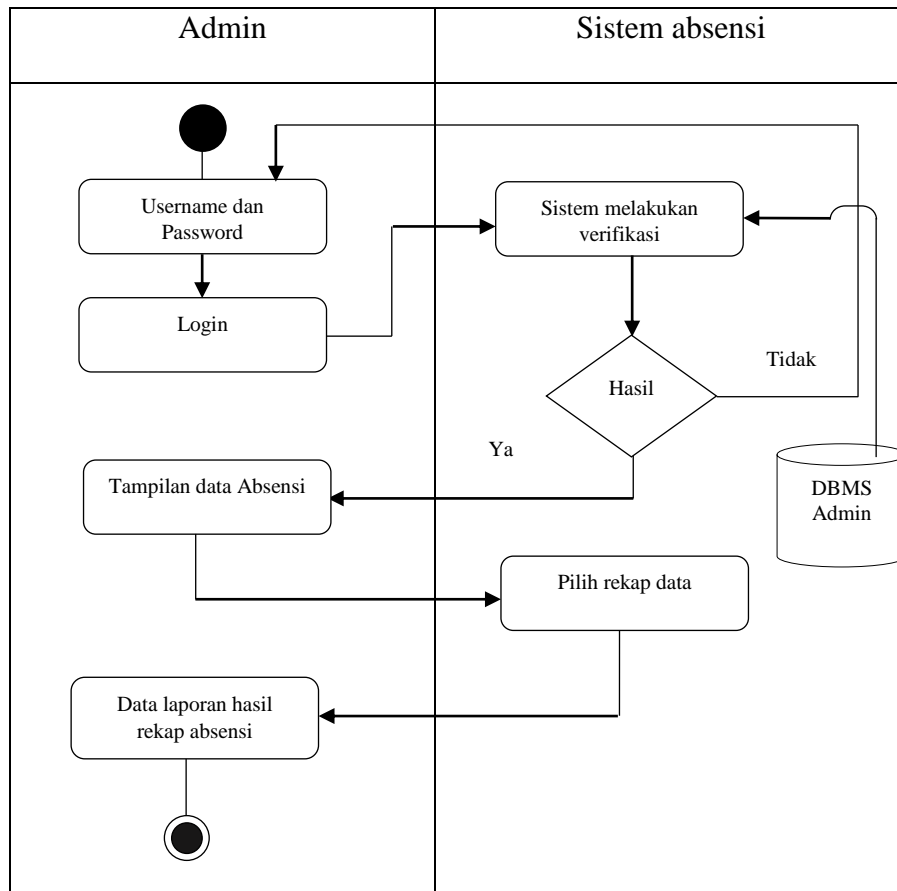 Admin
Sistem absensi
Username dan
Password
Sistem melakukan
verifikasi
Login
Tidak
Hasil
Ya
Tampilan data Absensi
DBMS
Admin
Pilih rekap data
Data laporan hasil
rekap absensi